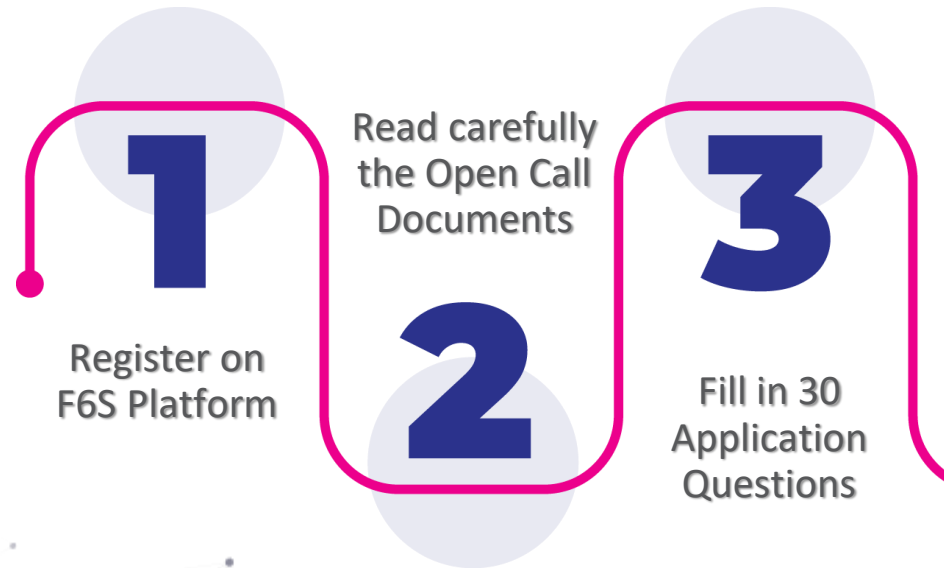 1
Register on
F6S Platform
Read carefully
the Open Call
Documents
2
3
Fill in 30
Application
Questions